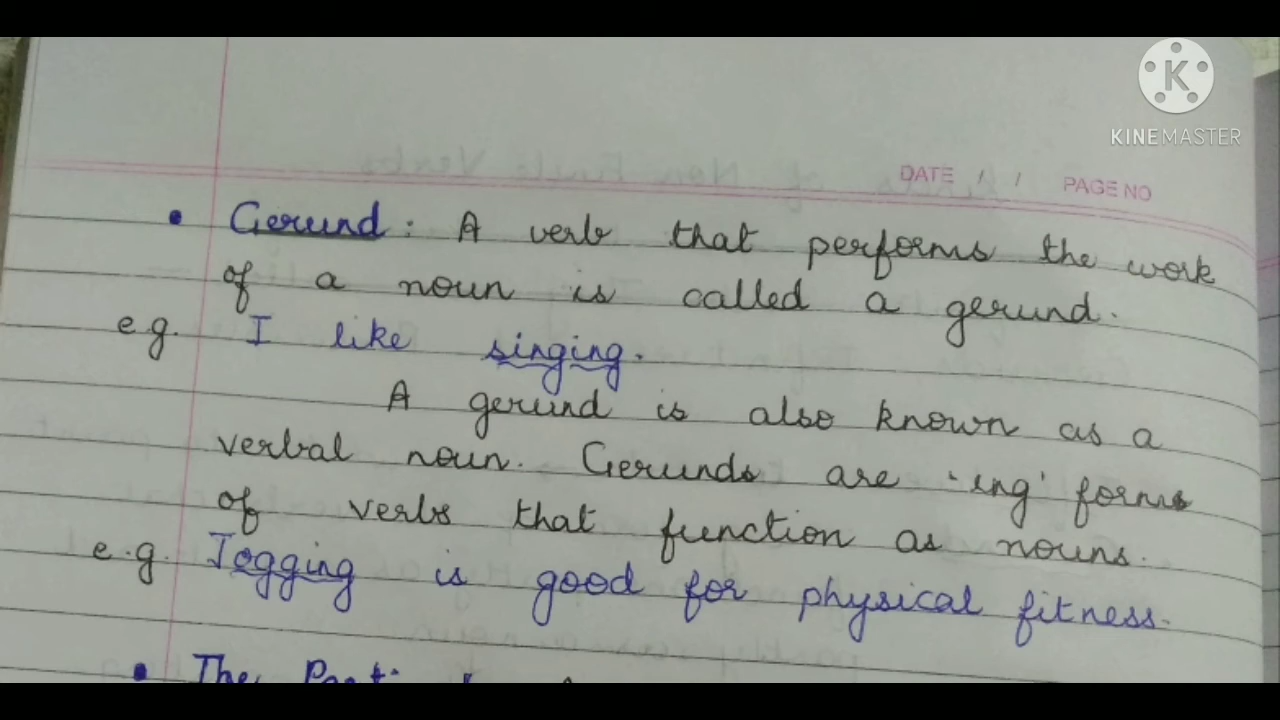 K
KINEMASTER
DATE / / PAGE NO
• Gerund: A verb that performs the work
of a noun is called a gerund.
e.g. I like singing.
A gerund is also known as a
verbal noun. Gerunds are 'ing' forms
of verbs that function as nouns.
e.g. Jogging is good for physical fitness.
• The